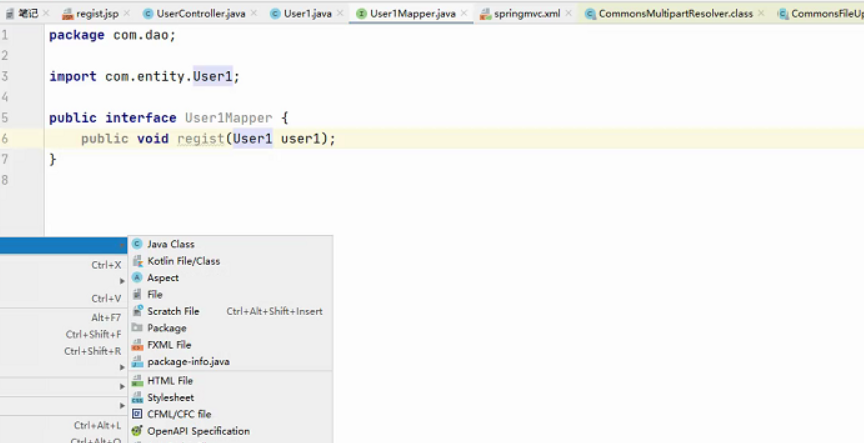 笔记 regist.jsp UserController.java User1.java User1Mapper.java springmvc.xml CommonsMultipartResolver.class
1 package com.dao;
2
3 import com.entity.User1;
4
5 public interface User1Mapper {
6 public void regist(User1 user1);
7 }
8
Java Class
Ctrl+X Kotlin File/Class
Aspect
Ctrl+V File
Scratch File Ctrl+Alt+Shift+Insert
Alt+F7 Package
Ctrl+Shift+F FXML File
Ctrl+Shift+R package-info.java
HTML File
Stylesheet
CFML/CFC file
Ctrl+Alt+L OpenAPI Specification
Ctrl+Alt+O